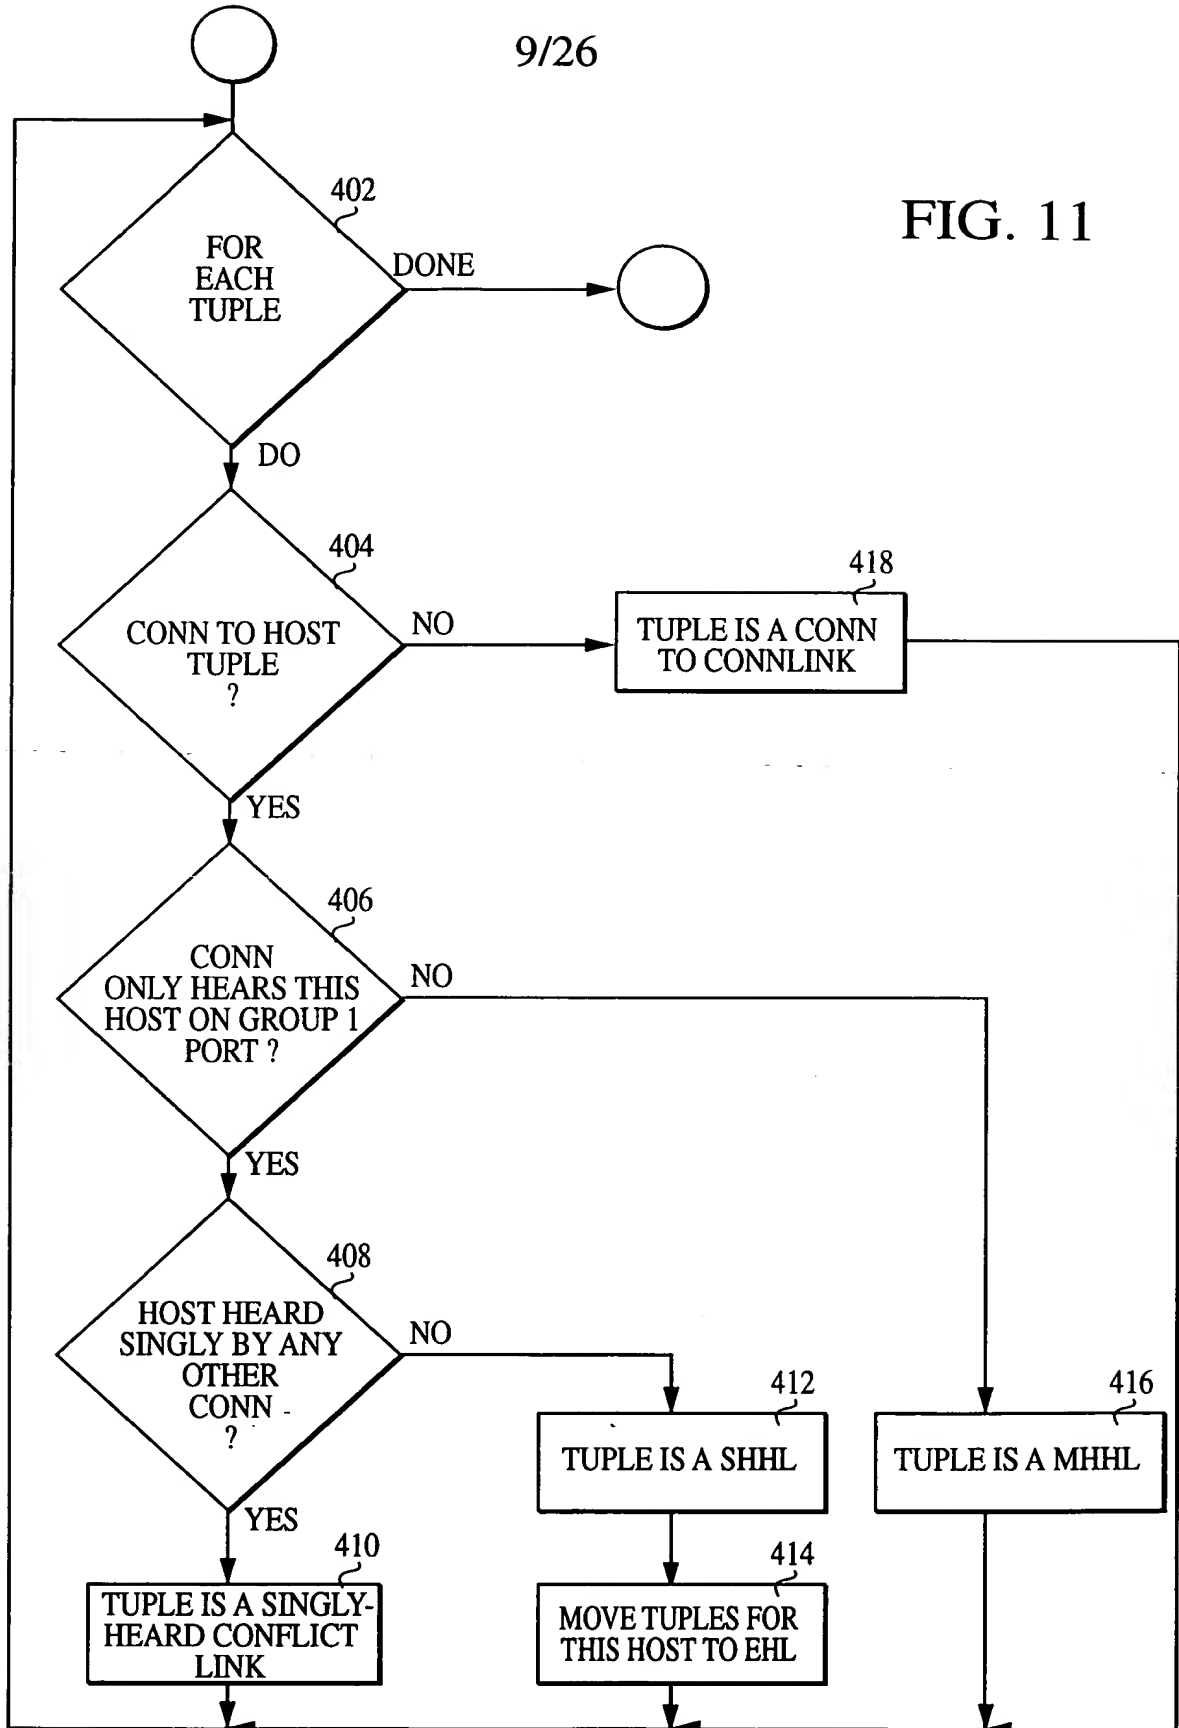 9/26
FIG. 11
402
FOR
EACH
TUPLE
DONE
DO
404
CONN TO HOST
TUPLE
?
NO
418
TUPLE IS A CONN
TO CONNLINK
YES
406
CONN
ONLY HEARS THIS
HOST ON GROUP 1
PORT ?
NO
YES
408
HOST HEARD
SINGLY BY ANY
OTHER
CONN
?
NO
412
TUPLE IS A SHHL
416
TUPLE IS A MHHL
YES
410
TUPLE IS A SINGLY-
HEARD CONFLICT
LINK
414
MOVE TUPLES FOR
THIS HOST TO EHL